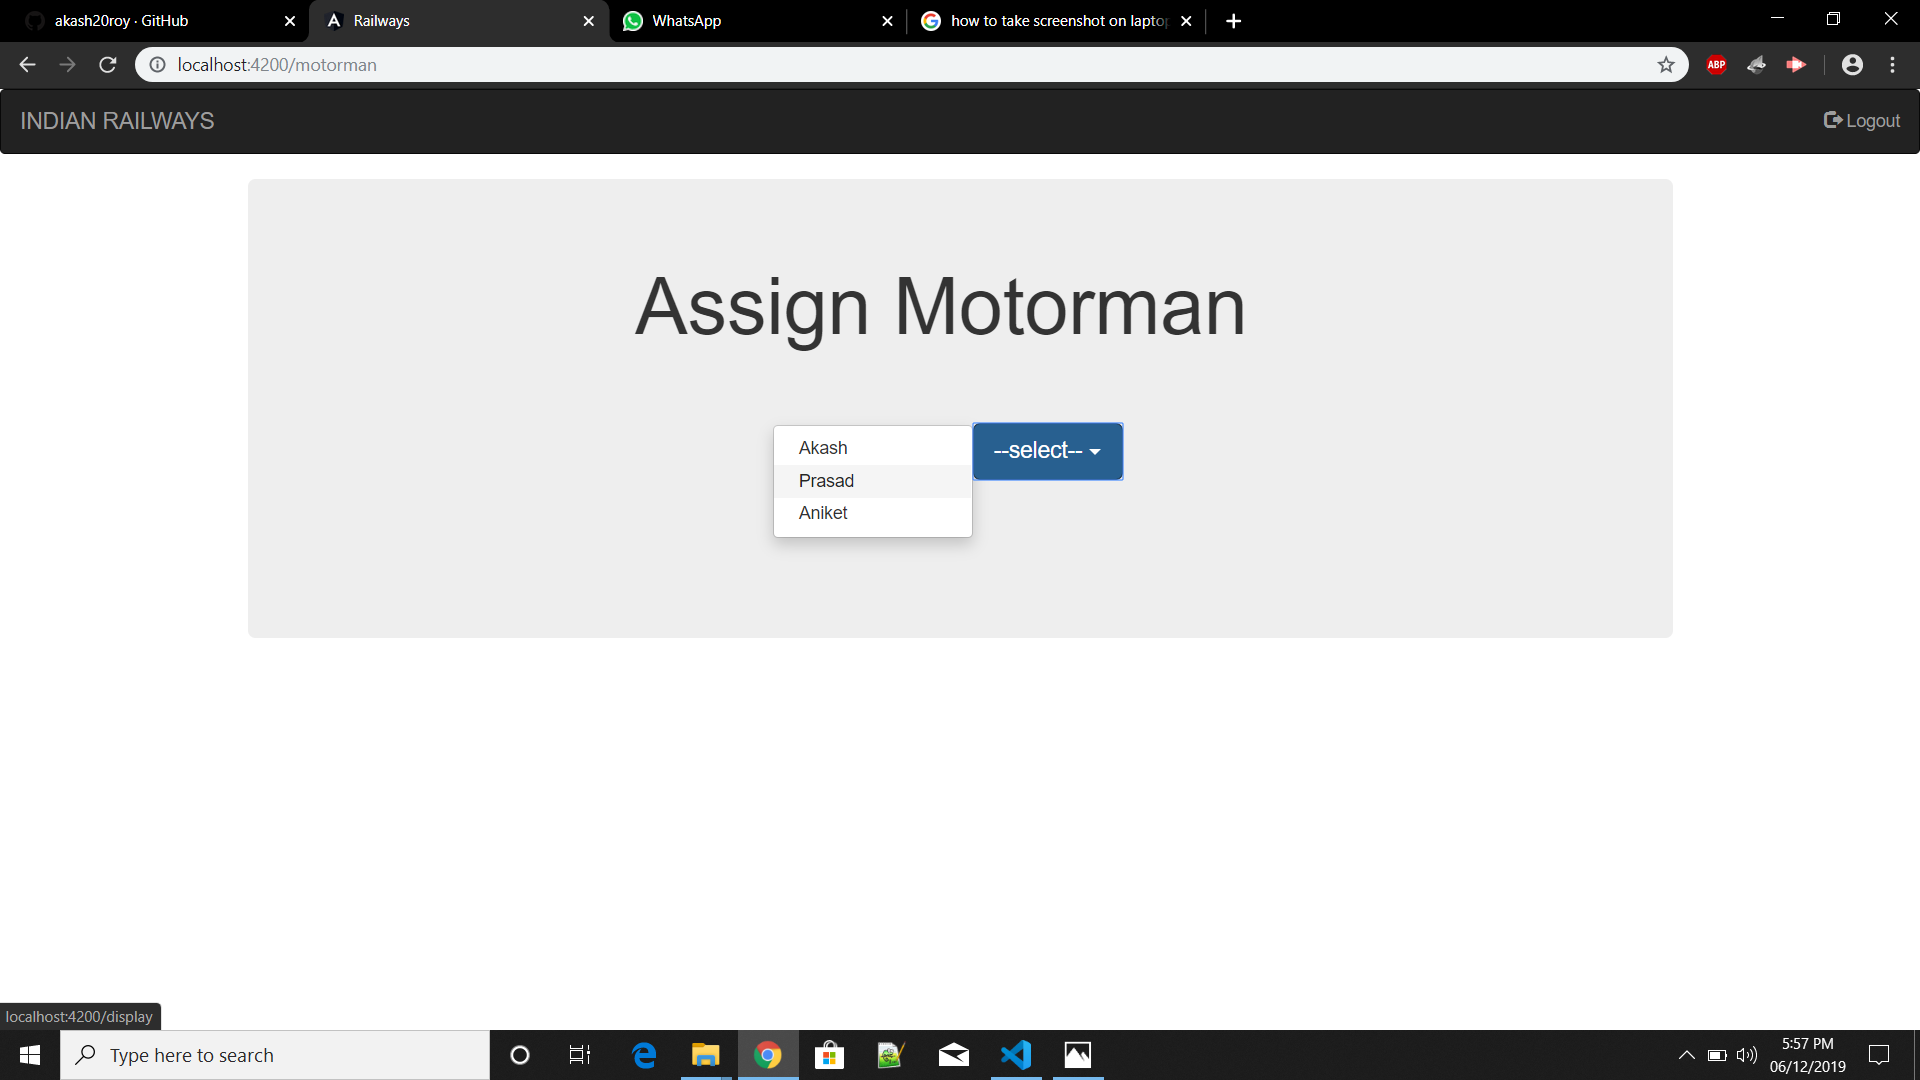 akash20roy · GitHub
Railways
WhatsApp
how to take screenshot on laptop
localhost:4200/motorman
ABP
INDIAN RAILWAYS
Logout
Assign Motorman
--select--
Akash
Prasad
Aniket
localhost:4200/display
Type here to search
5:57 PM
06/12/2019